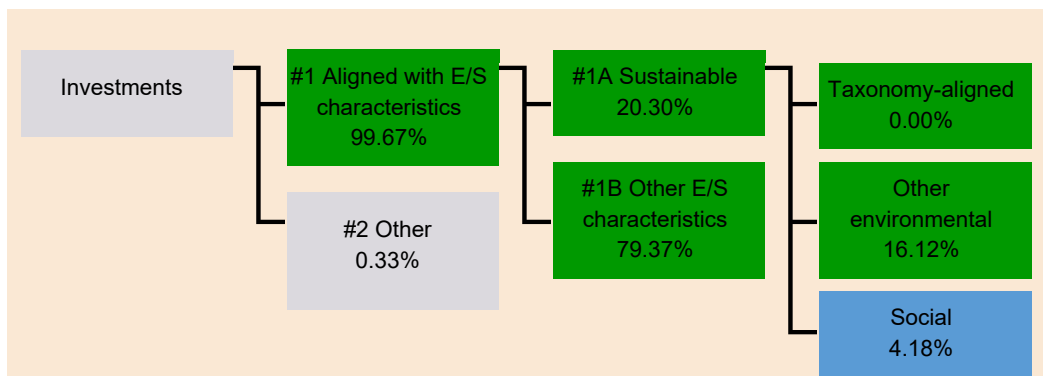 Investments
#1 Aligned with E/S
characteristics
99.67%
#2 Other
0.33%
#1A Sustainable
20.30%
#1B Other E/S
characteristics
79.37%
Taxonomy-aligned
0.00%
Other
environmental
16.12%
Social
4.18%